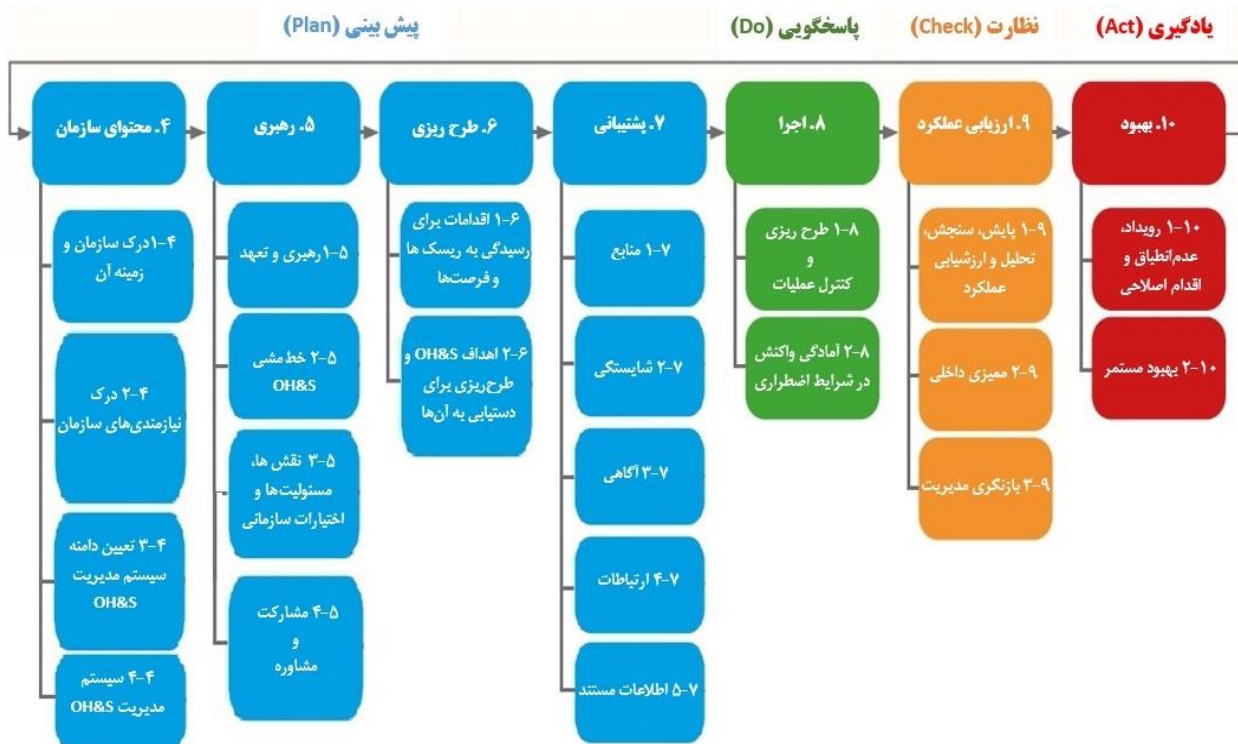 پیش بینی (Plan)
پاسخگویی (Do)
نظارت (Check)
یادگیری (Act)
۴. محتوای سازمان
۱-۴درک سازمان و
زمینه آن
۲-۴ درک
نیازمندی‌های سازمان
۳-۴ تعیین دامنه
سیستم مدیریت
OH&S
۴-۴ سیستم
مدیریت OH&S
۵. رهبری
۱-۵ رهبری و تعهد
۲-۵ خط مشی
OH&S
۳-۵ نقش ها،
مسئولیت‌ها و
اختیارات سازمانی
۴-۵ مشارکت
و
مشاوره
۶. طرح ریزی
۱-۶ اقدامات برای
رسیدگی به ریسک ها
و فرصت‌ها
۲-۶ اهداف OH&S و
طرح‌ریزی برای
دستیابی به آن‌ها
۷. پشتیبانی
۱-۷ منابع
۲-۷ شایستگی
۳-۷ آگاهی
۴-۷ ارتباطات
۵-۷ اطلاعات مستند
۸. اجرا
۱-۸ طرح ریزی
و
کنترل عملیات
۲-۸ آمادگی واکنش
در شرایط اضطراری
۹. ارزیابی عملکرد
۱-۹ پایش، سنجش،
تحلیل و ارزشیابی
عملکرد
۲-۹ ممیزی داخلی
۳-۹ بازنگری مدیریت
۱۰. بهبود
۱-۱۰ رویداد،
عدم‌انطباق و
اقدام اصلاحی
۲-۱۰ بهبود مستمر